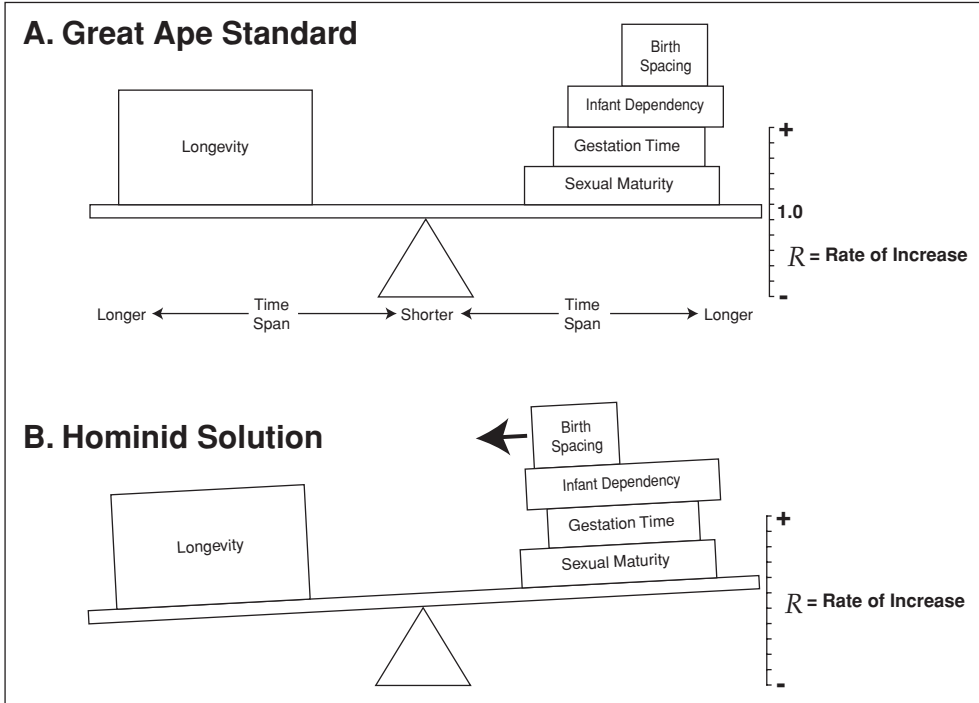 A. Great Ape Standard
Birth
Spacing
Longevity
Infant Dependency
Gestation Time
Sexual Maturity
+
1.0
R = Rate of Increase
-
Longer
Time
Span
Shorter
Time
Span
Longer
B. Hominid Solution
Birth
Spacing
Longevity
Infant Dependency
Gestation Time
Sexual Maturity
+
R = Rate of Increase
-